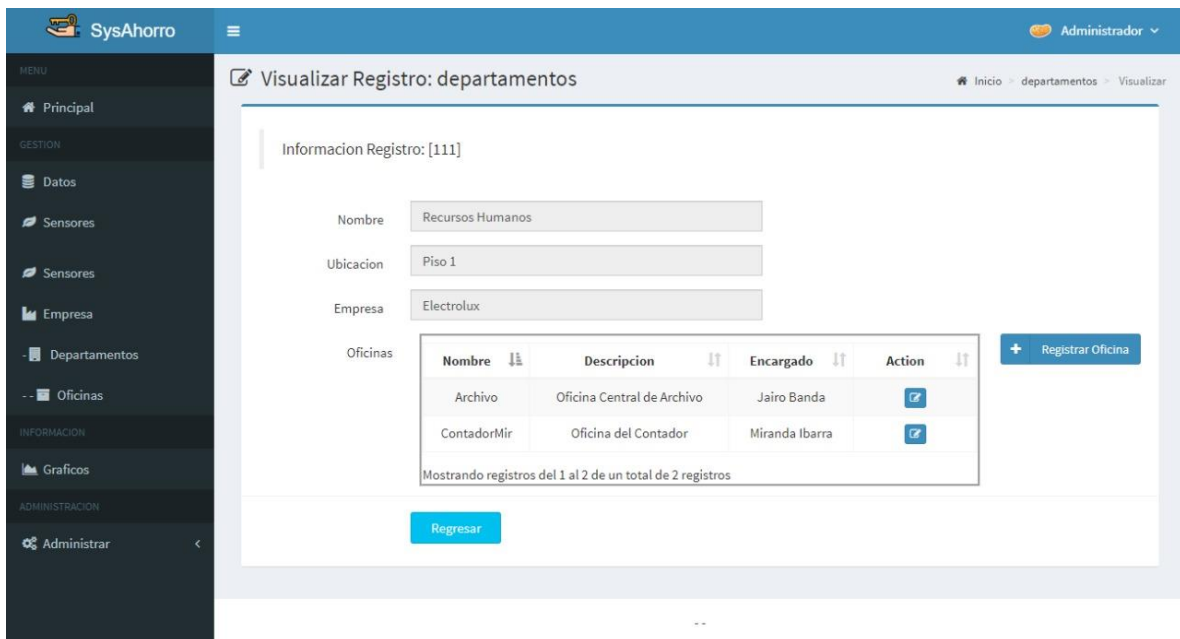 SysAhorro
Administrador
MENU
Principal
GESTION
Datos
Sensores
Sensores
Empresa
- Departamentos
-- Oficinas
INFORMACION
Graficos
ADMINISTRACION
Administrar
Visualizar Registro: departamentos
Inicio > departamentos > Visualizar
Informacion Registro: [111]
Nombre Recursos Humanos
Ubicacion Piso 1
Empresa Electrolux
Oficinas
Nombre Descripcion Encargado Action
Archivo Oficina Central de Archivo Jairo Banda
ContadorMir Oficina del Contador Miranda Ibarra
Mostrando registros del 1 al 2 de un total de 2 registros
+ Registrar Oficina
Regresar
--